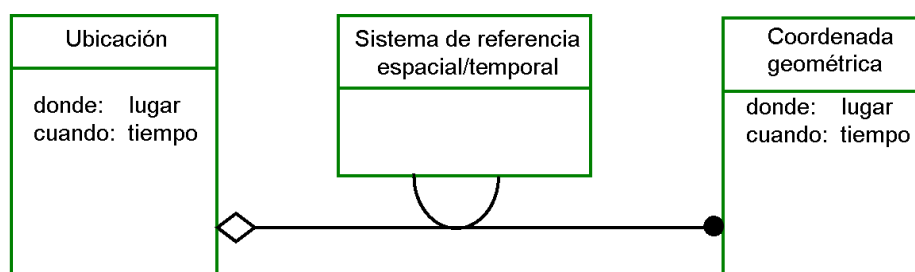 Ubicación
donde: lugar
cuando: tiempo
Sistema de referencia
espacial/temporal
Coordenada
geométrica
donde: lugar
cuando: tiempo